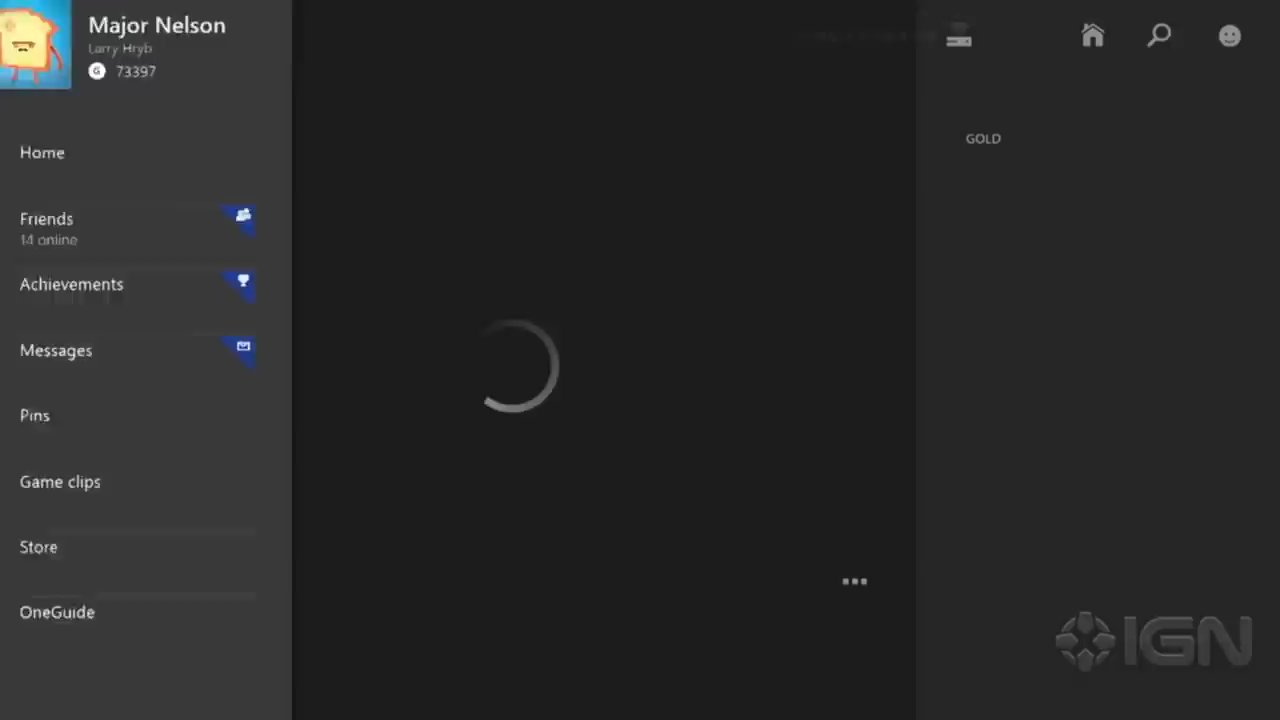 Major Nelson
Larry Hryb
G 73397
Home
Friends
14 online
Achievements
Messages
Pins
Game clips
Store
OneGuide
GOLD
IGN